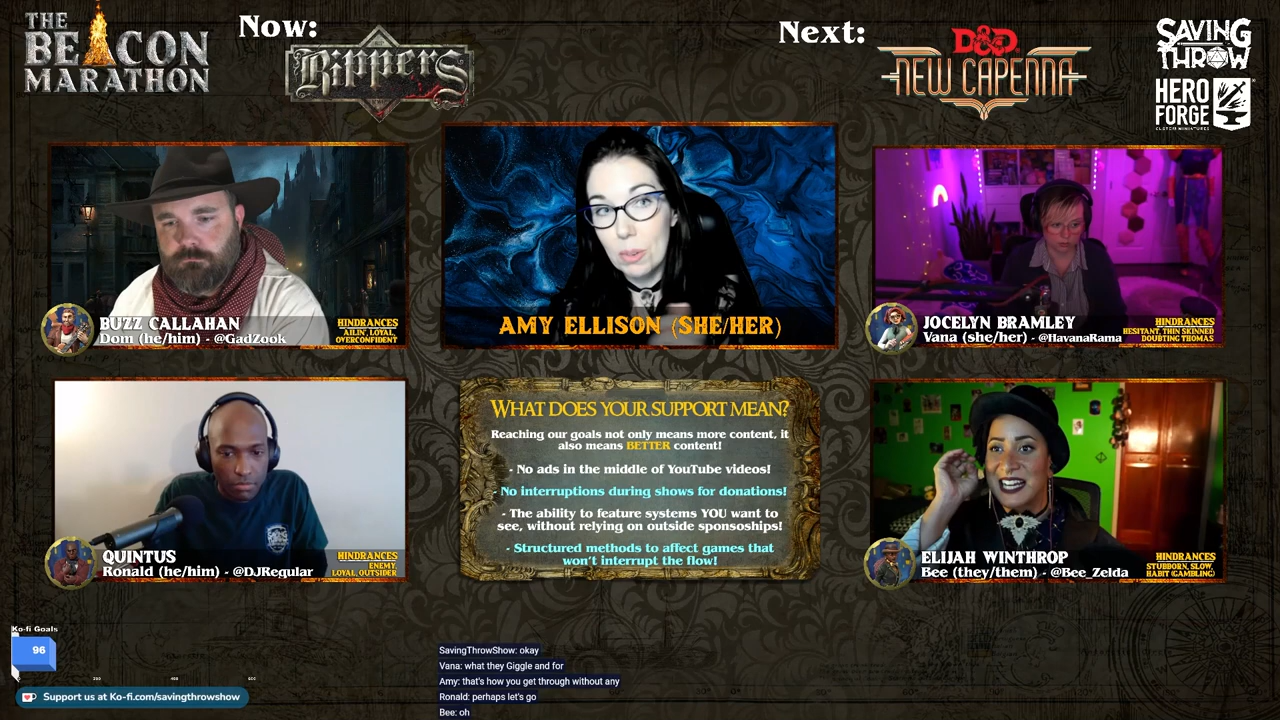 THE
BEACON
MARATHON
Now:
Rippers
Next:
D&D
NEW CAPENNA
SAVING
THROW
HERO
FORGE
CUSTOM MINIATURES
BUZZ CALLAHAN
Dom (he/him) - @GadZook
HINDRANCES
AILIN', LOYAL,
OVERCONFIDENT
AMY ELLISON (SHE/HER)
JOCELYN BRAMLEY
Vana (she/her) - @HavanaRama
HINDRANCES
HESITANT, THIN SKINNED
DOUBTING THOMAS
QUINTUS
Ronald (he/him) - @DJRegular
HINDRANCES
ENEMY,
LOYAL, OUTSIDER
WHAT DOES YOUR SUPPORT MEAN?
Reaching our goals not only means more content, it
also means BETTER content!
- No ads in the middle of YouTube videos!
- No interruptions during shows for donations!
- The ability to feature systems YOU want to
see, without relying on outside sponsoships!
- Structured methods to affect games that
won't interrupt the flow!
ELIJAH WINTHROP
Bee (they/them) - @Bee_Zelda
HINDRANCES
STUBBORN, SLOW,
HABIT (GAMBLING)
Ko-fi Goals
96
Support us at Ko-fi.com/savingthrowshow
SavingThrowShow: okay
Vana: what they Giggle and for
Amy: that's how you get through without any
Ronald: perhaps let's go
Bee: oh